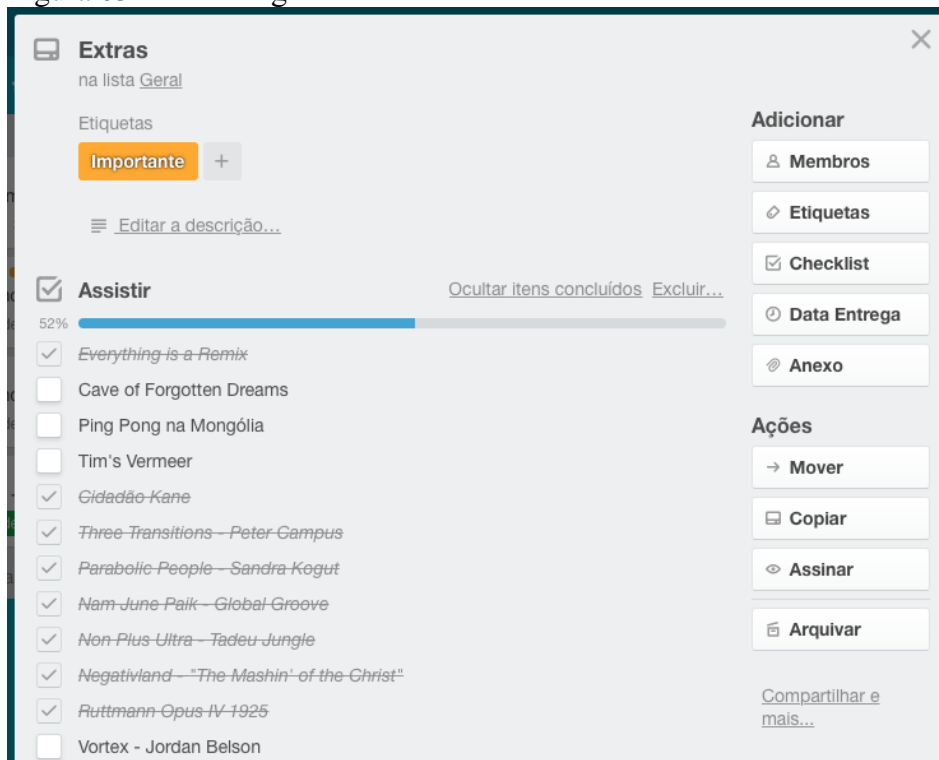 Extras
na lista Geral
Etiquetas
Importante +
Editar a descrição...
Assistir Ocultar itens concluídos Excluir...
52%
Everything is a Remix
Cave of Forgotten Dreams
Ping Pong na Mongólia
Tim's Vermeer
Cidadão Kane
Three Transitions - Peter Campus
Parabolic People - Sandra Kogut
Nam June Paik - Global Groove
Non Plus Ultra - Tadeu Jungle
Negativland - "The Mashin' of the Christ"
Ruttmann Opus IV 1925
Vortex - Jordan Belson
Adicionar
Membros
Etiquetas
Checklist
Data Entrega
Anexo
Ações
Mover
Copiar
Assinar
Arquivar
Compartilhar e
mais...